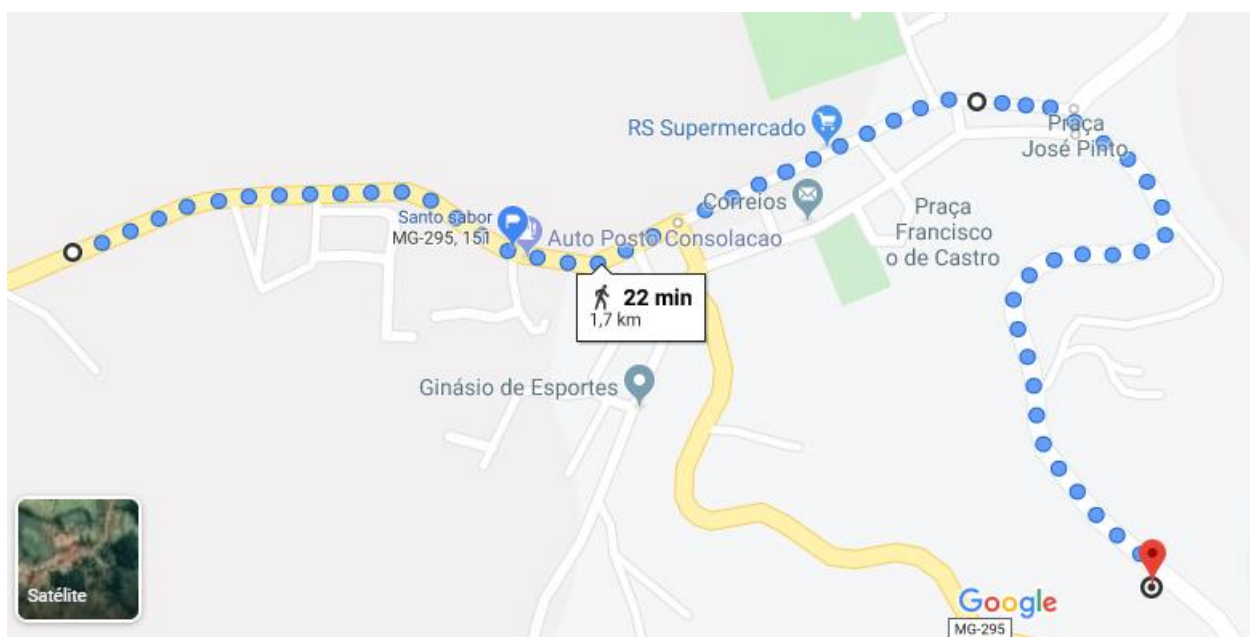 RS Supermercado
Praça
José Pinto
Correios
Santo sabor
MG-295, 151
Auto Posto Consolacao
Praça
Francisco
o de Castro
22 min
1,7 km
Ginásio de Esportes
Satélite
Google
MG-295